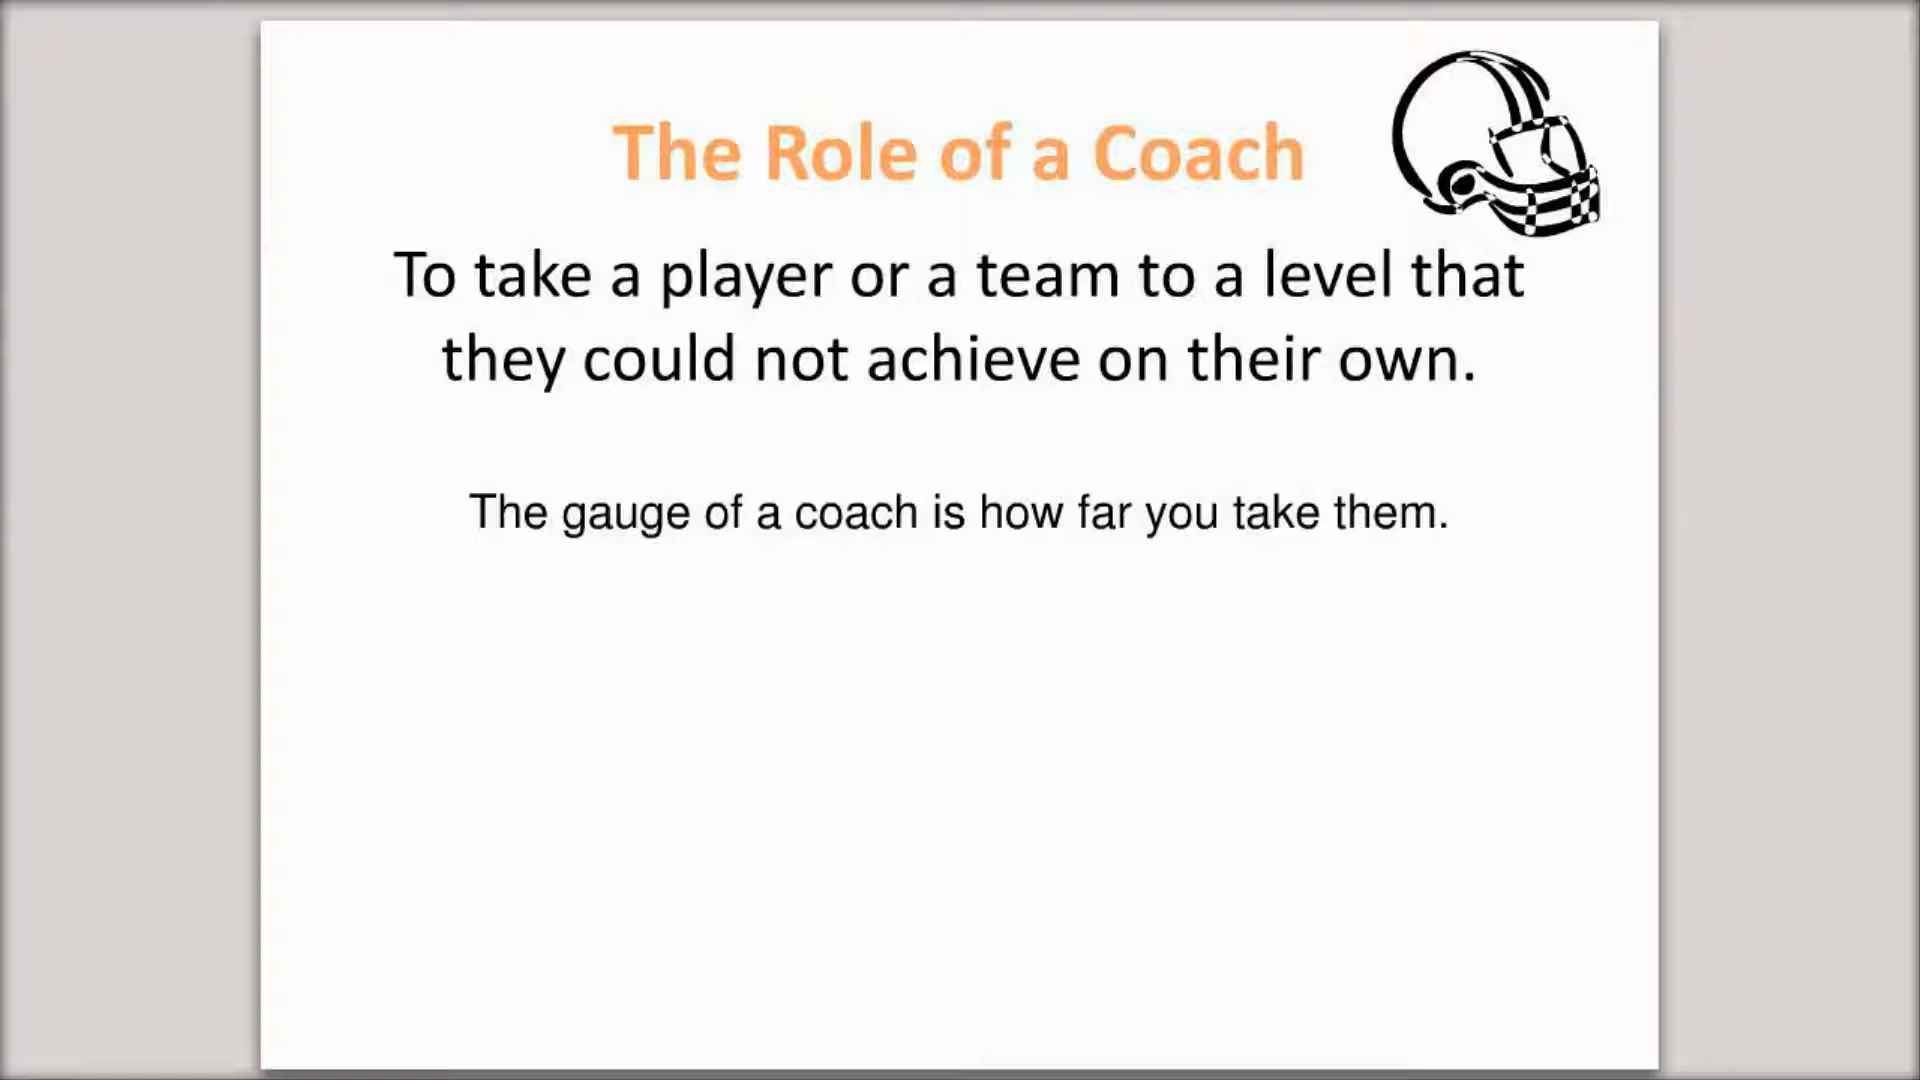 The Role of a Coach
To take a player or a team to a level that
they could not achieve on their own.
The gauge of a coach is how far you take them.